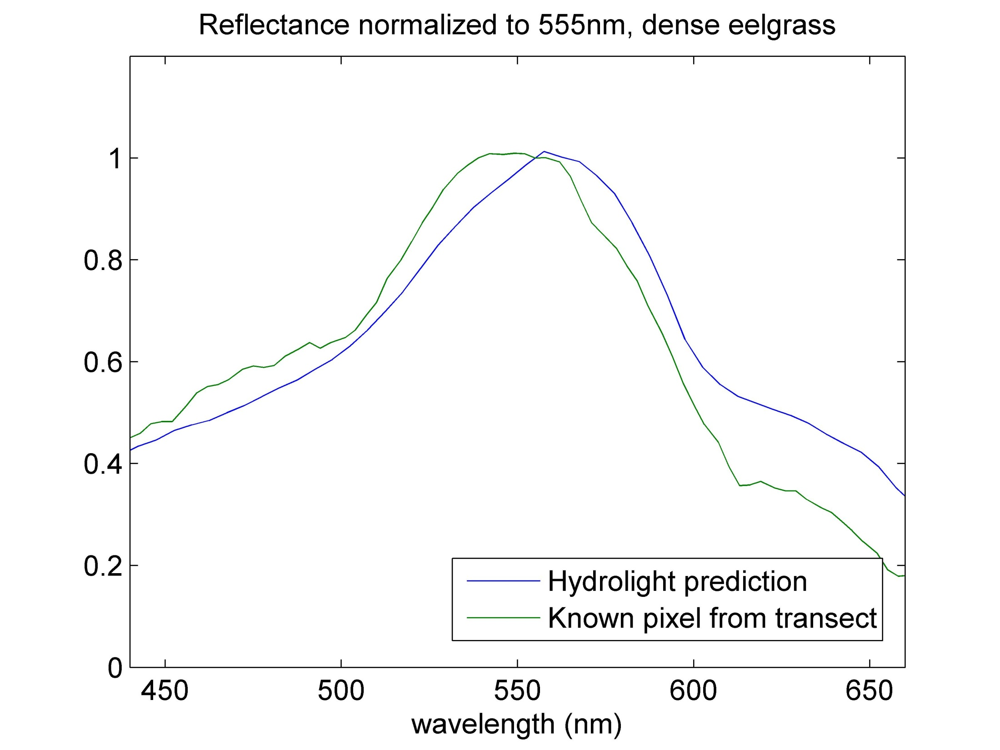 Reflectance normalized to 555nm, dense eelgrass
1
0.8
0.6
0.4
0.2
0
Hydrolight prediction
Known pixel from transect
450 500 550 600 650
wavelength (nm)